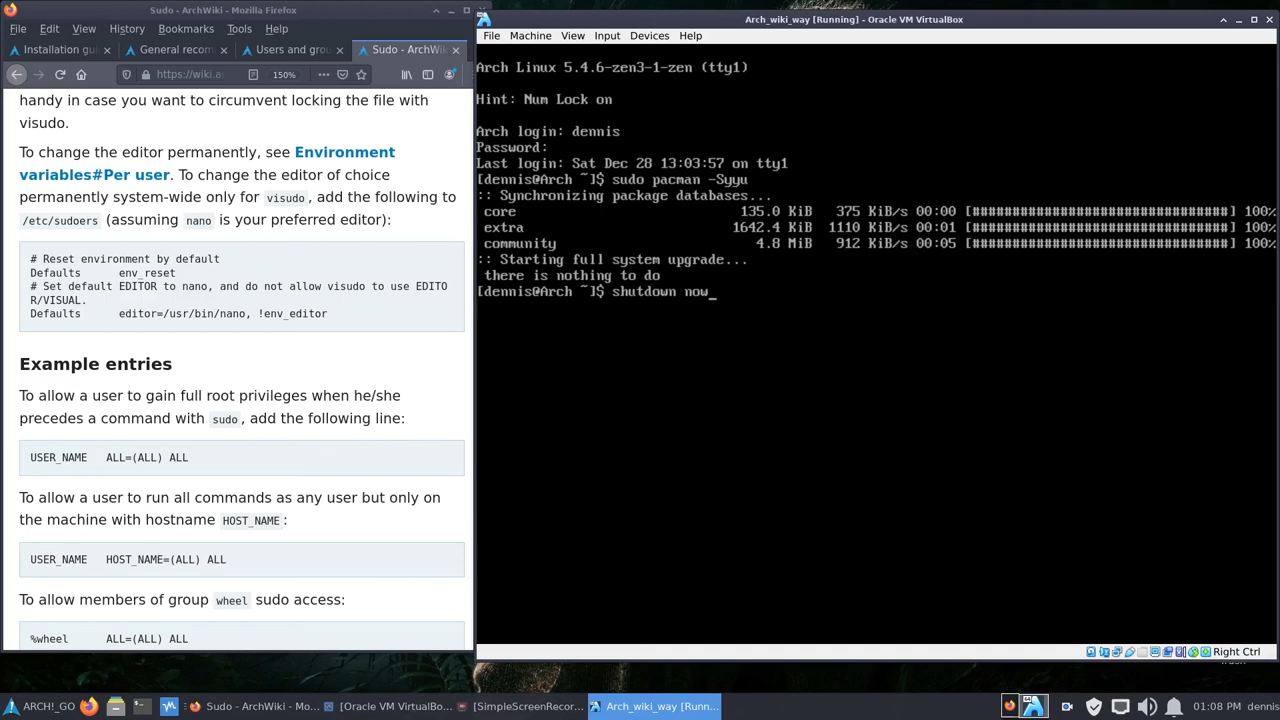 Sudo - ArchWiki - Mozilla Firefox
File Edit View History Bookmarks Tools Help
Installation gui
General recom
Users and grou
Sudo - ArchWik
https://wiki.a
150%
handy in case you want to circumvent locking the file with
visudo.
To change the editor permanently, see Environment
variables#Per user. To change the editor of choice
permanently system-wide only for visudo, add the following to
/etc/sudoers (assuming nano is your preferred editor):
# Reset environment by default
Defaults env_reset
# Set default EDITOR to nano, and do not allow visudo to use EDITO
R/VISUAL.
Defaults editor=/usr/bin/nano, !env_editor
Example entries
To allow a user to gain full root privileges when he/she
precedes a command with sudo, add the following line:
USER_NAME ALL=(ALL) ALL
To allow a user to run all commands as any user but only on
the machine with hostname HOST_NAME:
USER_NAME HOST_NAME=(ALL) ALL
To allow members of group wheel sudo access:
%wheel ALL=(ALL) ALL
Arch_wiki_way [Running] - Oracle VM VirtualBox
File Machine View Input Devices Help
Arch Linux 5.4.6-zen3-1-zen (tty1)
Hint: Num Lock on
Arch login: dennis
Password:
Last login: Sat Dec 28 13:03:57 on tty1
[dennis@Arch ~]$ sudo pacman -Syyu
:: Synchronizing package databases...
core 135.0 KiB 375 KiB/s 00:00 [##############################] 100%
extra 1642.4 KiB 1110 KiB/s 00:01 [##############################] 100%
community 4.8 MiB 912 KiB/s 00:05 [##############################] 100%
:: Starting full system upgrade...
there is nothing to do
[dennis@Arch ~]$ shutdown now_
Right Ctrl
ARCH!_GO
Sudo - ArchWiki - Mo...
[Oracle VM VirtualBo...
[SimpleScreenRecor...
Arch_wiki_way [Runn...
01:08 PM
dennis